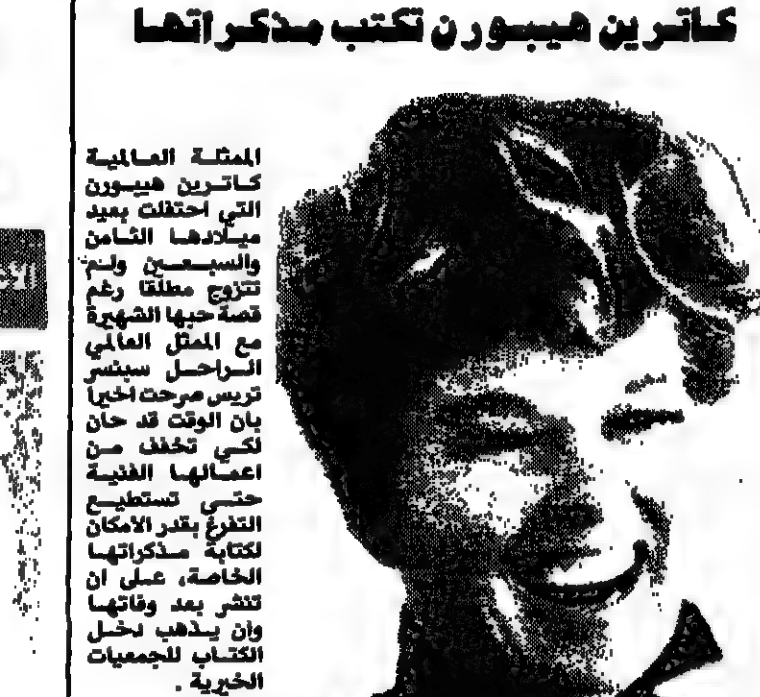 كاترين هيبورن تكتب مذكراتها
الممثلة العالمية
كاترين هيبورن
التي احتفلت بعيد
ميلادها الثامن
والسبعين ولم
تتزوج مطلقا رغم
قصة حبها الشهيرة
مع الممثل العالمي
الراحل سبنسر
تريس صرحت اخيرا
بان الوقت قد حان
لكي تخفف من
اعمالها الفنية
حتى تستطيع
التفرغ بقدر الامكان
لكتابة مذكراتها
الخاصة، على ان
تنشر بعد وفاتها
وان يذهب دخل
الكتاب للجمعيات
الخيرية .